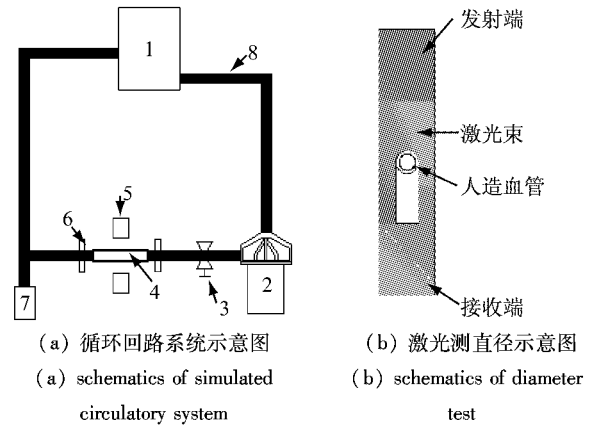 1
8
5
6
4
3
2
7
(a) 循环回路系统示意图
(a) schematics of simulated
circulatory system
发射端
激光束
人造血管
接收端
(b) 激光测直径示意图
(b) schematics of diameter
test